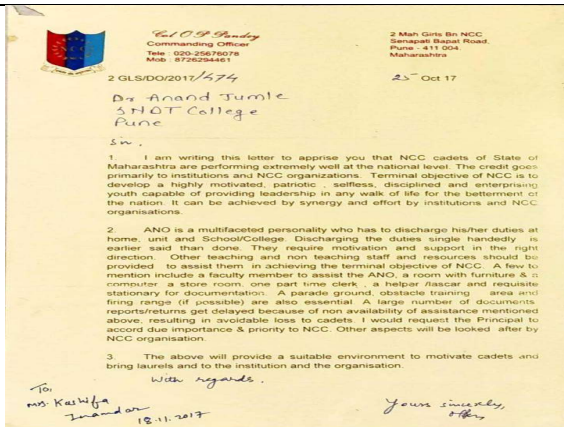 NCC
Col O P Pandey
Commanding Officer
Tele : 020-25676078
Mob : 8726294461
2 Mah Girls Bn NCC
Senapati Bapat Road,
Pune - 411 004.
Maharashtra
2 GLS/DO/2017/474
25 Oct 17
Dr Anand Jumle
SNDT College
Pune
Sir,
1. I am writing this letter to apprise you that NCC cadets of State of
Maharashtra are performing extremely well at the national level. The credit goes
primarily to institutions and NCC organizations. Terminal objective of NCC is to
develop a highly motivated, patriotic , selfless, disciplined and enterprising
youth capable of providing leadership in any walk of life for the betterment of
the nation. It can be achieved by synergy and effort by institutions and NCC
organisations.
2. ANO is a multifaceted personality who has to discharge his/her duties at
home, unit and School/College. Discharging the duties single handedly is
earlier said than done. They require motivation and support in the right
direction. Other teaching and non teaching staff and resources should be
provided to assist them in achieving the terminal objective of NCC. A few to
mention include a faculty member to assist the ANO, a room with furniture & a
computer a store room, one part time clerk , a helper /lascar and requisite
stationary for documentation. A parade ground, obstacle training area and
firing range (if possible) are also essential. A large number of documents
reports/returns get delayed because of non availability of assistance mentioned
above, resulting in avoidable loss to cadets. I would request the Principal to
accord due importance & priority to NCC. Other aspects will be looked after by
NCC organisation.
3. The above will provide a suitable environment to motivate cadets and
bring laurels to and to the institution and the organisation.
With regards.
To,
Mrs. Kashifa
Inamdar
18.11.2017
Yours sincerely,